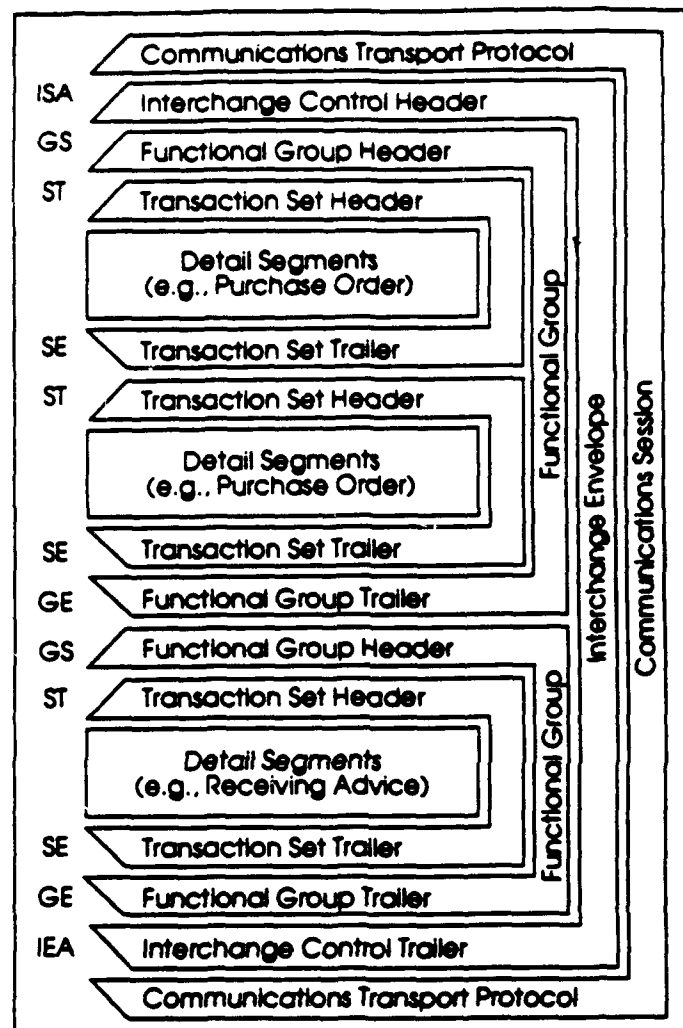 Communications Transport Protocol
ISA Interchange Control Header
GS Functional Group Header
ST Transaction Set Header
Detail Segments
(e.g., Purchase Order)
SE Transaction Set Trailer
ST Transaction Set Header
Detail Segments
(e.g., Purchase Order)
SE Transaction Set Trailer
GE Functional Group Trailer
GS Functional Group Header
ST Transaction Set Header
Detail Segments
(e.g., Receiving Advice)
SE Transaction Set Trailer
GE Functional Group Trailer
IEA Interchange Control Trailer
Communications Transport Protocol
Functional Group
Functional Group
Interchange Envelope
Communications Session